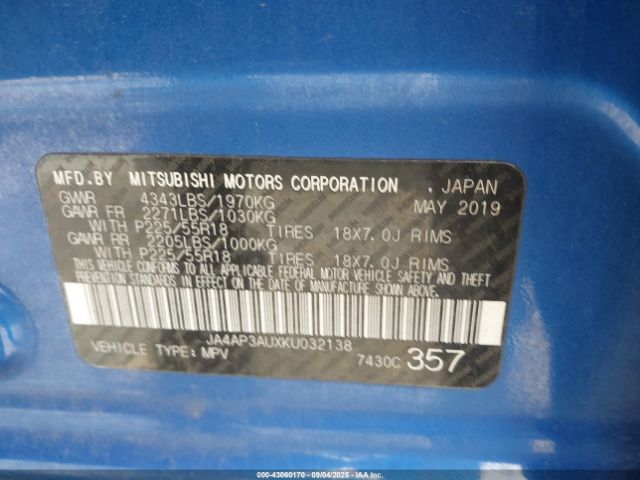 MFD.BY MITSUBISHI MOTORS CORPORATION , JAPAN
GVWR 4343LBS/1970KG MAY 2019
GAWR FR 2271LBS/1030KG
WITH P225/55R18 TIRES 18X7.0J RIMS
GAWR RR 2205LBS/1000KG
WITH P225/55R18 TIRES 18X7.0J RIMS
THIS VEHICLE CONFORMS TO ALL APPLICABLE FEDERAL MOTOR VEHICLE SAFETY AND THEFT
PREVENTION STANDARDS IN EFFECT ON THE DATE OF MANUFACTURE SHOWN ABOVE.
JA4AP3AUXKU032138
VEHICLE TYPE: MPV 7430C 357
000-43060170 - 09/04/2025 - IAA Holdings, LLC.